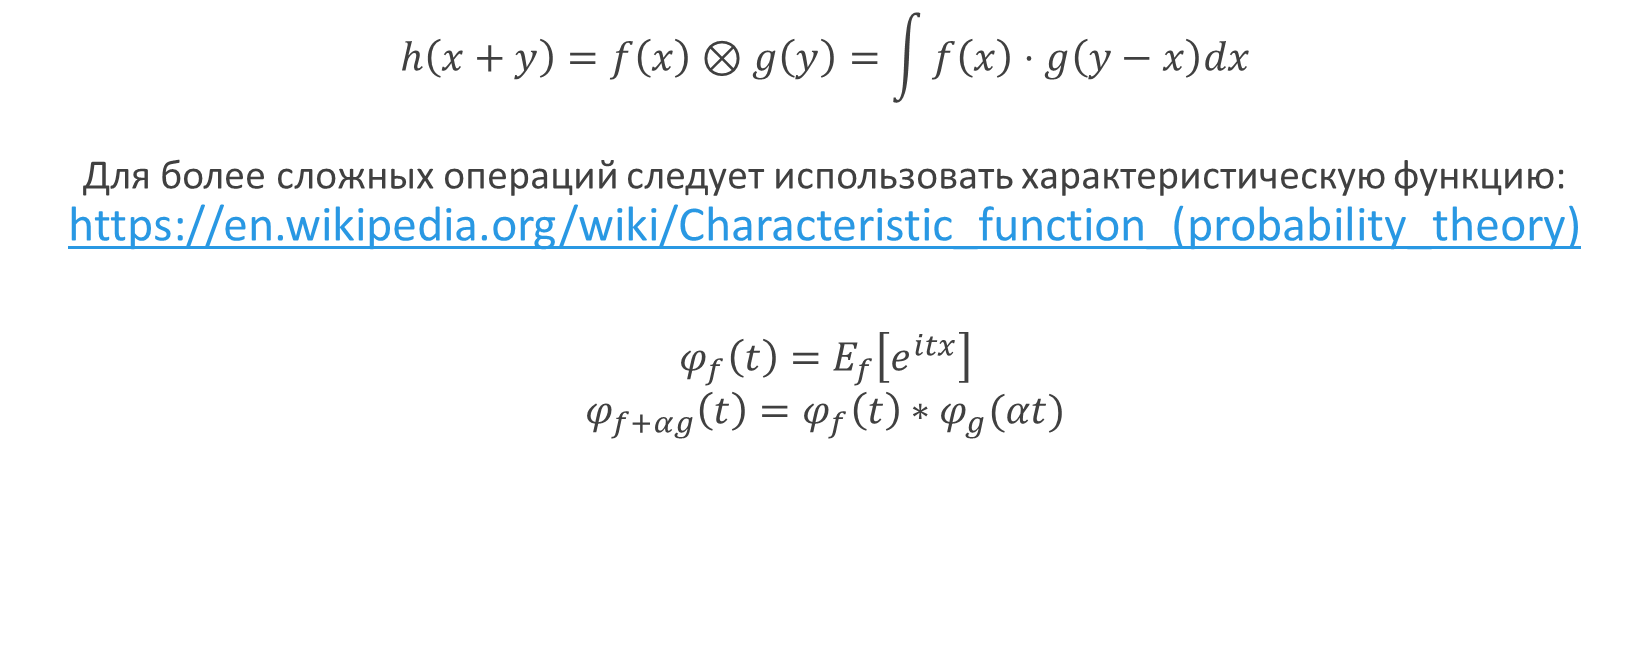 h(x + y) = f(x) ⊗ g(y) = ∫ f(x) · g(y − x)dx
Для более сложных операций следует использовать характеристическую функцию:
https://en.wikipedia.org/wiki/Characteristic_function_(probability_theory)
φ_f(t) = E_f[e^{itx}]
φ_{f+αg}(t) = φ_f(t) ∗ φ_g(αt)